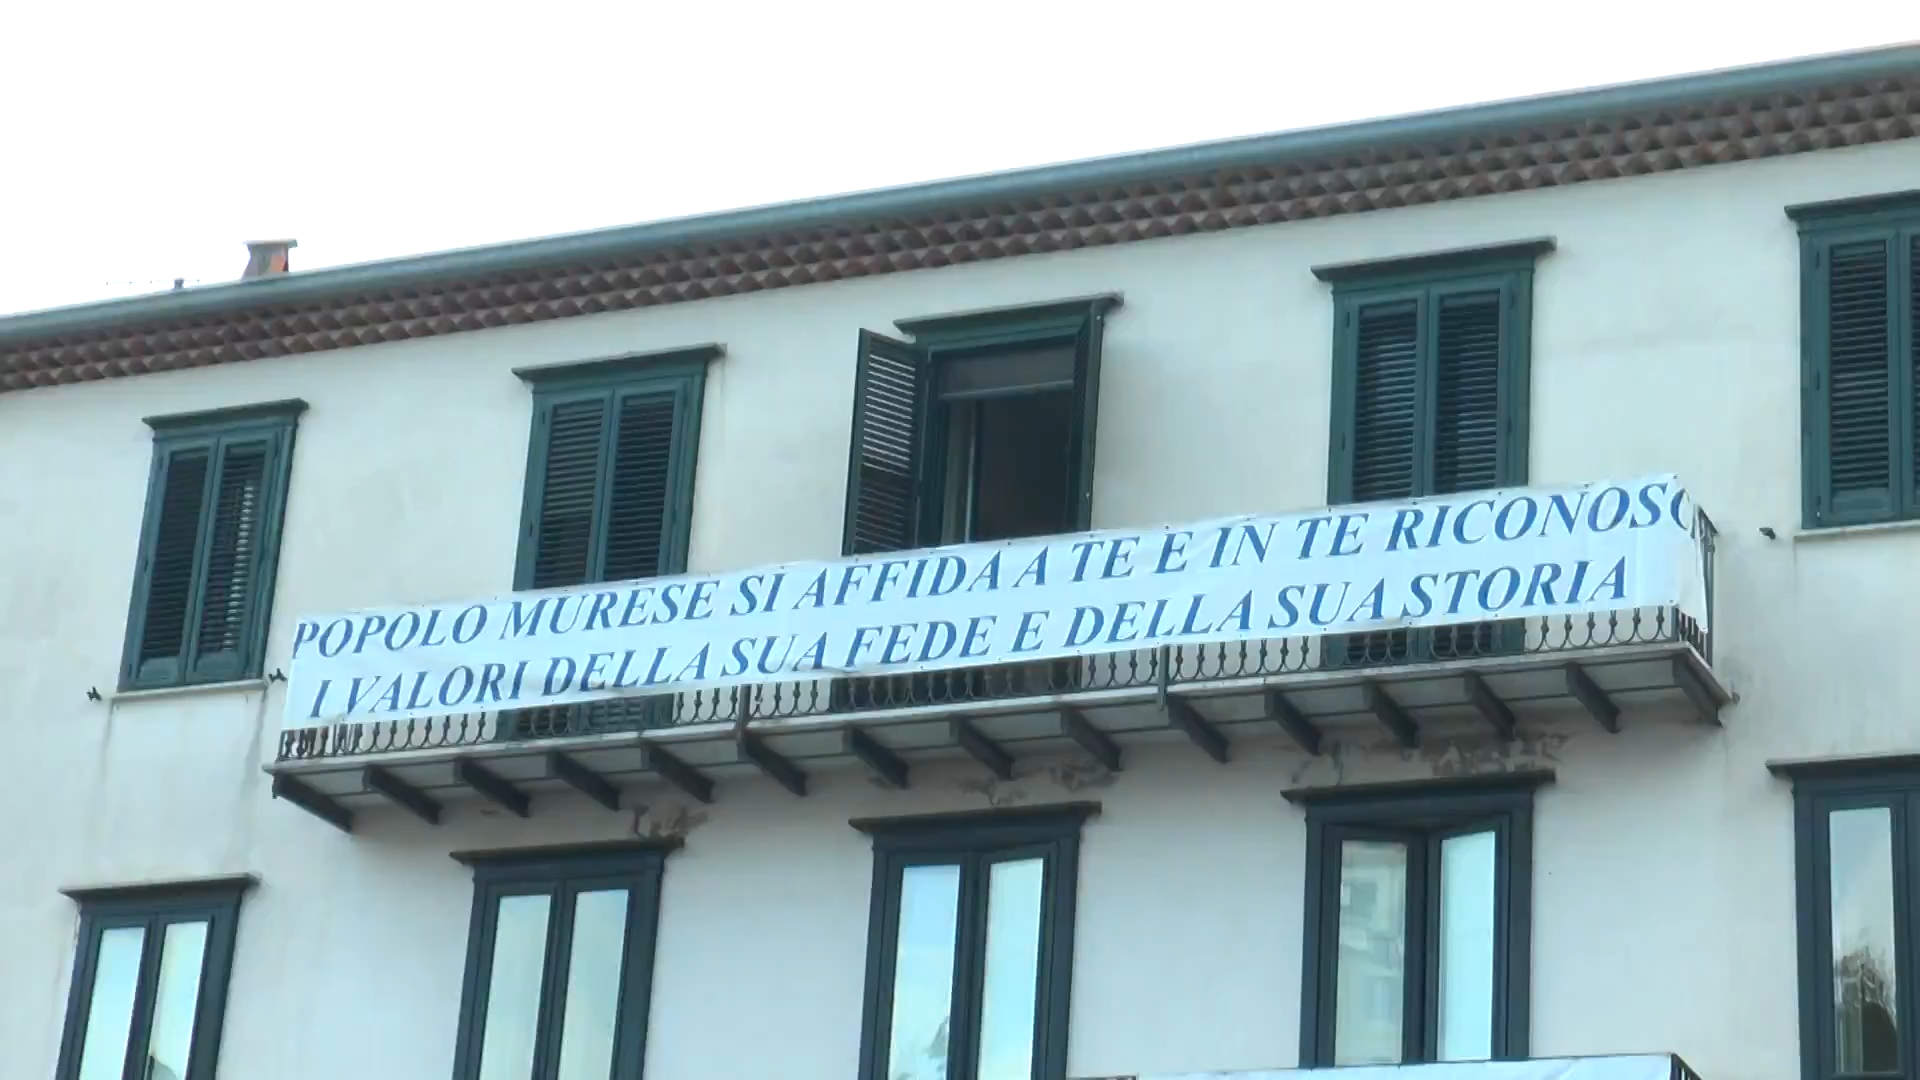 POPOLO MURESE SI AFFIDA A TE E IN TE RICONOSC
I VALORI DELLA SUA FEDE E DELLA SUA STORIA